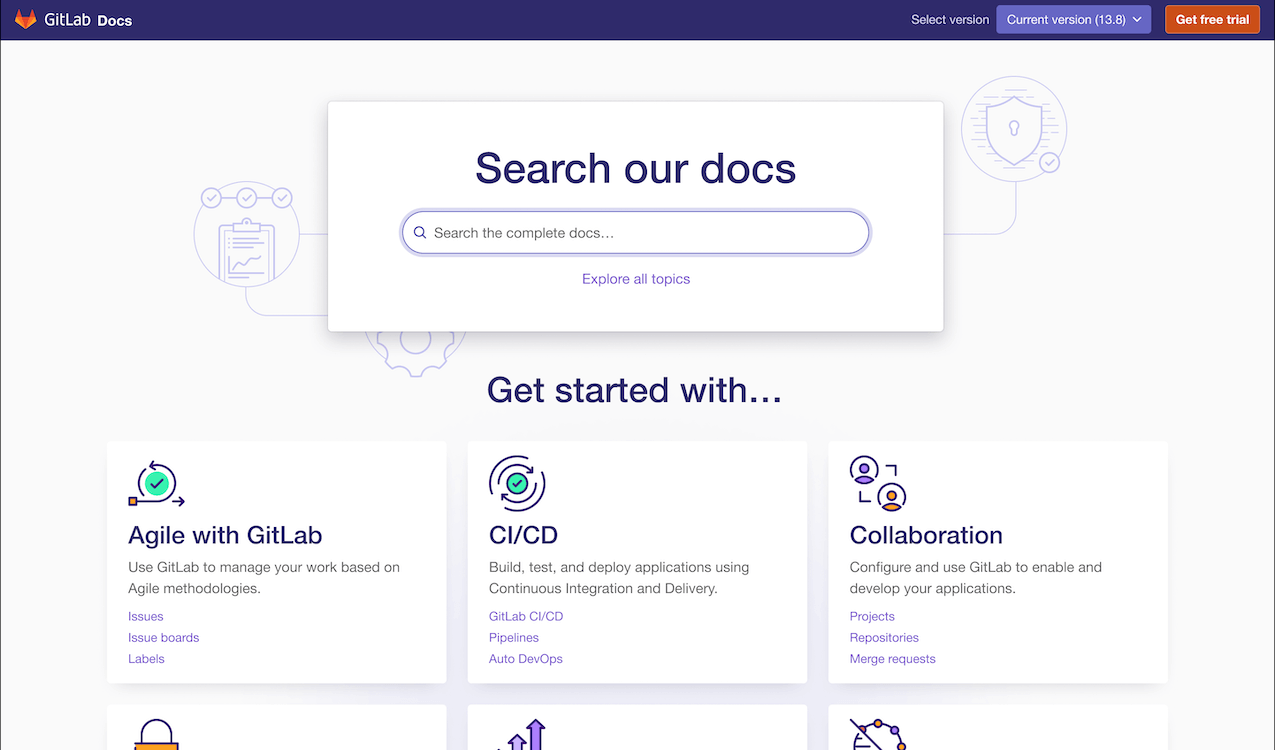 GitLab Docs
Select version
Current version (13.8)
Get free trial
Search our docs
Search the complete docs…
Explore all topics
Get started with…
Agile with GitLab
Use GitLab to manage your work based on
Agile methodologies.
Issues
Issue boards
Labels
CI/CD
Build, test, and deploy applications using
Continuous Integration and Delivery.
GitLab CI/CD
Pipelines
Auto DevOps
Collaboration
Configure and use GitLab to enable and
develop your applications.
Projects
Repositories
Merge requests